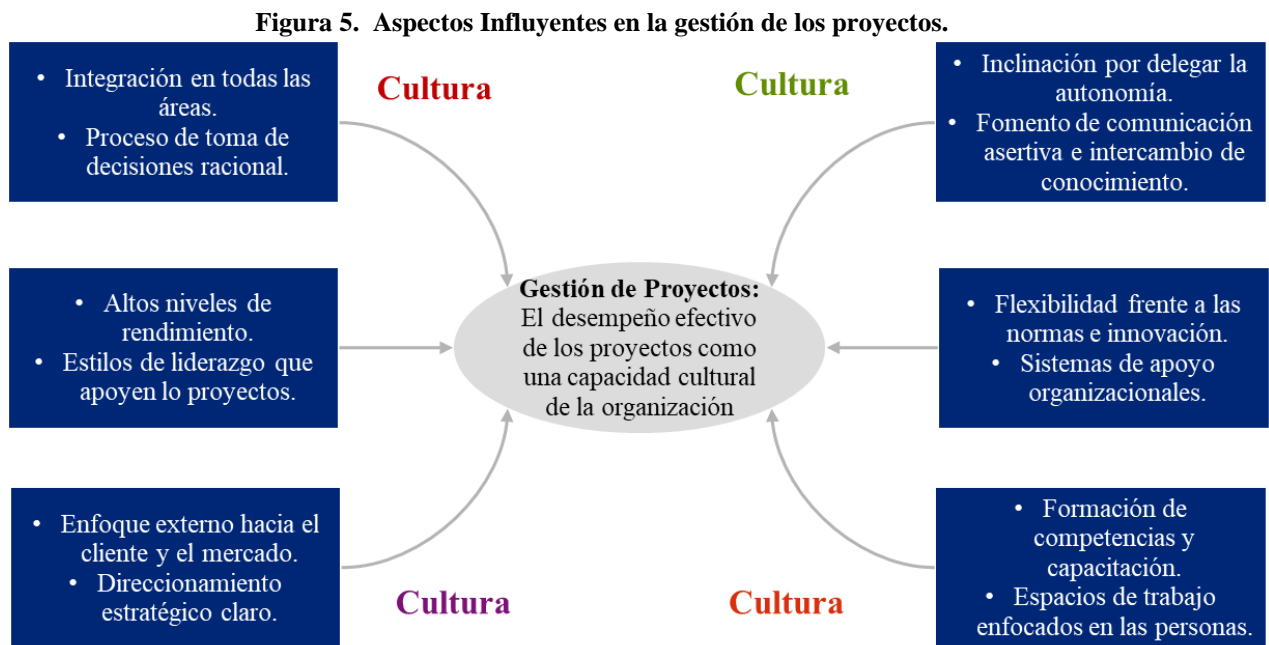 Figura 5. Aspectos Influyentes en la gestión de los proyectos.
• Integración en todas las
áreas.
• Proceso de toma de
decisiones racional.
Cultura
Cultura
• Inclinación por delegar la
autonomía.
• Fomento de comunicación
asertiva e intercambio de
conocimiento.
• Altos niveles de
rendimiento.
• Estilos de liderazgo que
apoyen lo proyectos.
Gestión de Proyectos:
El desempeño efectivo
de los proyectos como
una capacidad cultural
de la organización
• Flexibilidad frente a las
normas e innovación.
• Sistemas de apoyo
organizacionales.
• Enfoque externo hacia el
cliente y el mercado.
• Direccionamiento
estratégico claro.
Cultura
Cultura
• Formación de
competencias y
capacitación.
• Espacios de trabajo
enfocados en las personas.